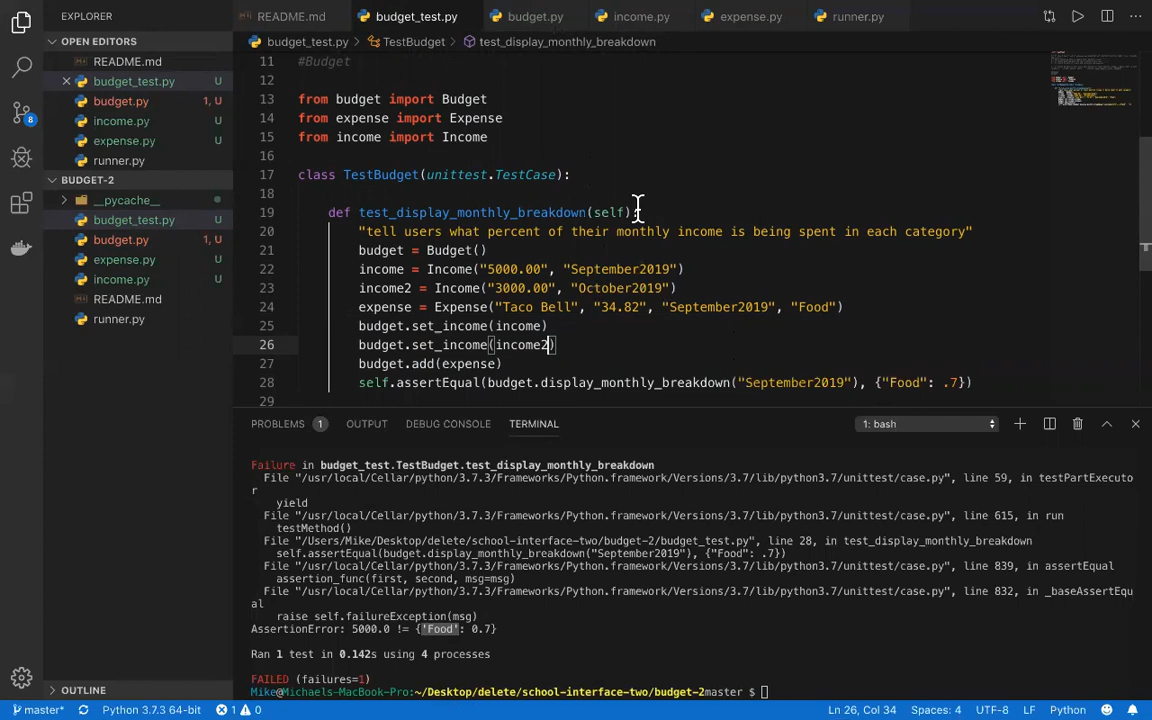 EXPLORER
README.md
budget_test.py
budget.py
income.py
expense.py
runner.py
OPEN EDITORS
budget_test.py > TestBudget > test_display_monthly_breakdown
README.md
budget_test.py U
budget.py 1, U
income.py U
expense.py U
runner.py
BUDGET-2
__pycache__
budget_test.py U
budget.py 1, U
expense.py U
income.py U
README.md
runner.py
8
11 #Budget
12
13 from budget import Budget
14 from expense import Expense
15 from income import Income
16
17 class TestBudget(unittest.TestCase):
18
19 def test_display_monthly_breakdown(self):
20 "tell users what percent of their monthly income is being spent in each category"
21 budget = Budget()
22 income = Income("5000.00", "September2019")
23 income2 = Income("3000.00", "October2019")
24 expense = Expense("Taco Bell", "34.82", "September2019", "Food")
25 budget.set_income(income)
26 budget.set_income(income2)
27 budget.add(expense)
28 self.assertEqual(budget.display_monthly_breakdown("September2019"), {"Food": .7})
29
PROBLEMS 1 OUTPUT DEBUG CONSOLE TERMINAL 1: bash
Failure in budget_test.TestBudget.test_display_monthly_breakdown
File "/usr/local/Cellar/python/3.7.3/Frameworks/Python.framework/Versions/3.7/lib/python3.7/unittest/case.py", line 59, in testPartExecuto
r
yield
File "/usr/local/Cellar/python/3.7.3/Frameworks/Python.framework/Versions/3.7/lib/python3.7/unittest/case.py", line 615, in run
testMethod()
File "/Users/Mike/Desktop/delete/school-interface-two/budget-2/budget_test.py", line 28, in test_display_monthly_breakdown
self.assertEqual(budget.display_monthly_breakdown("September2019"), {"Food": .7})
File "/usr/local/Cellar/python/3.7.3/Frameworks/Python.framework/Versions/3.7/lib/python3.7/unittest/case.py", line 839, in assertEqual
assertion_func(first, second, msg=msg)
File "/usr/local/Cellar/python/3.7.3/Frameworks/Python.framework/Versions/3.7/lib/python3.7/unittest/case.py", line 832, in _baseAssertEqu
al
raise self.failureException(msg)
AssertionError: 5000.0 != {'Food': 0.7}
Ran 1 test in 0.142s using 4 processes
FAILED (failures=1)
Mike@Michaels-MacBook-Pro:~/Desktop/delete/school-interface-two/budget-2master $
OUTLINE
master* Python 3.7.3 64-bit 1 0 Ln 26, Col 34 Spaces: 4 UTF-8 LF Python